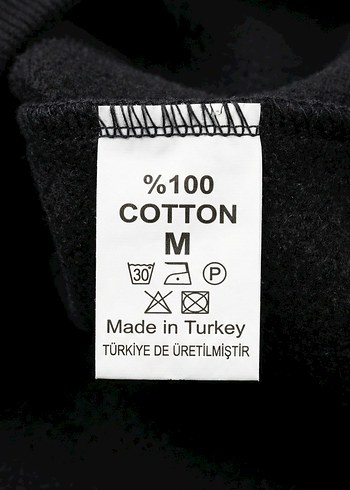 %100
COTTON
M
30° P
Made in Turkey
TÜRKİYE DE ÜRETİLMİŞTİR